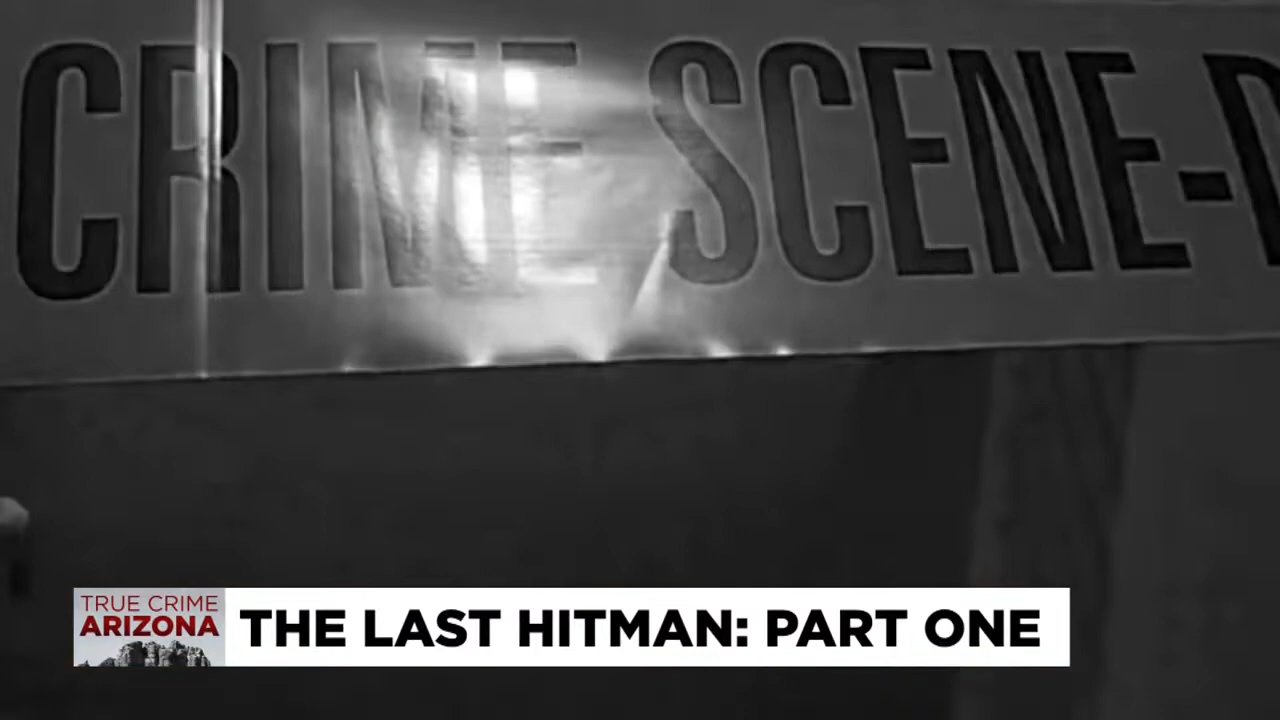 CRIME SCENE-D
TRUE CRIME
ARIZONA
THE LAST HITMAN: PART ONE